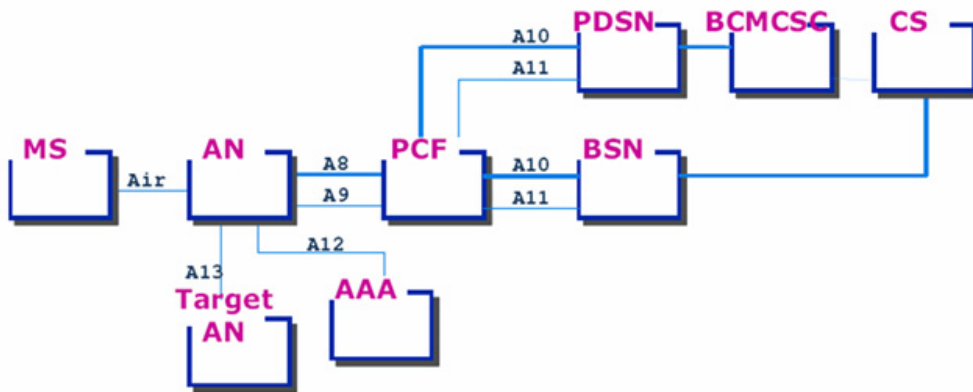 PDSN
BCMCSC
CS
A10
A11
MS
AN
PCF
BSN
Air
A8
A9
A10
A11
A12
A13
Target
AN
AAA